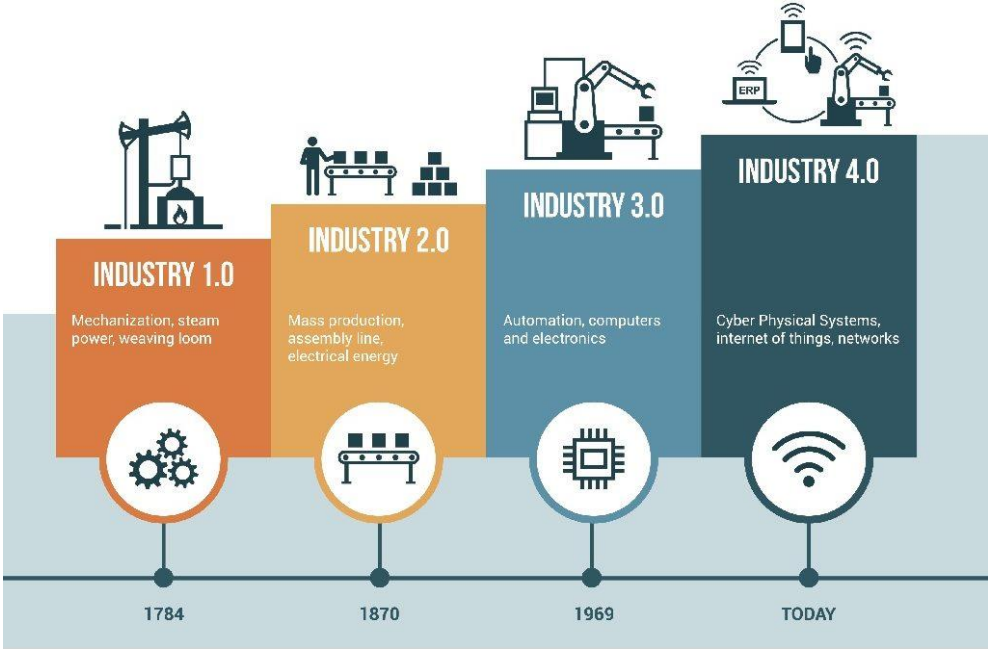 ERP
INDUSTRY 1.0
Mechanization, steam
power, weaving loom
INDUSTRY 2.0
Mass production,
assembly line,
electrical energy
INDUSTRY 3.0
Automation, computers
and electronics
INDUSTRY 4.0
Cyber Physical Systems,
internet of things, networks
1784
1870
1969
TODAY